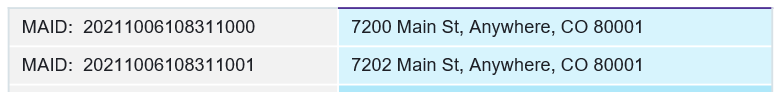 MAID:  20211006108311000 7200 Main St, Anywhere, CO 80001
MAID:  20211006108311001 7202 Main St, Anywhere, CO 80001